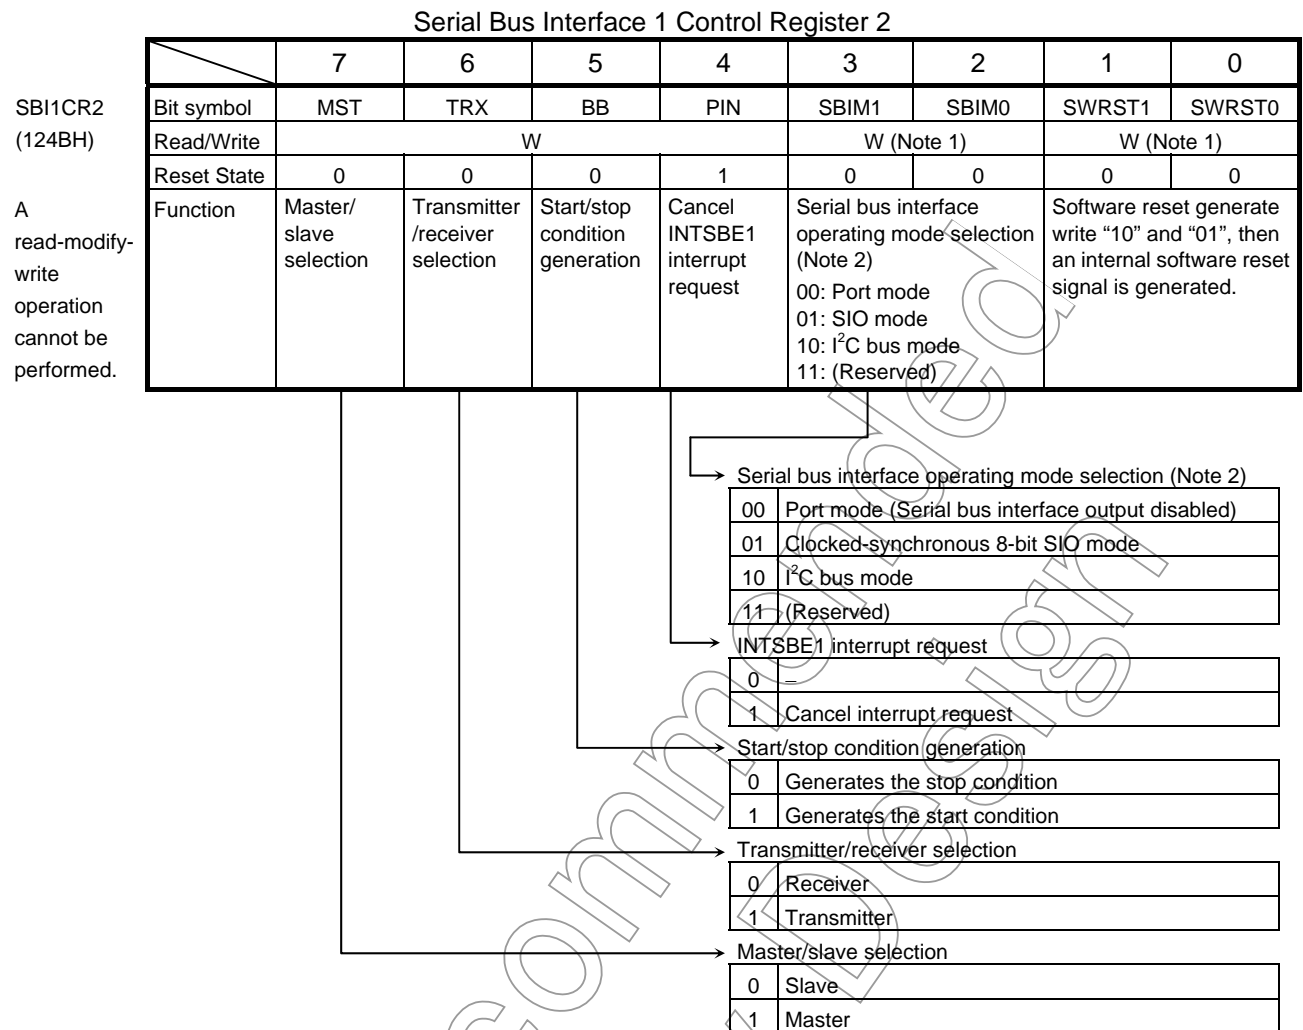 Serial Bus Interface 1 Control Register 2
7 6 5 4 3 2 1 0
SBI1CR2
(124BH)
Bit symbol MST TRX BB PIN SBIM1 SBIM0 SWRST1 SWRST0
Read/Write W W (Note 1) W (Note 1)
Reset State 0 0 0 1 0 0 0 0
A
read-modify-
write
operation
cannot be
performed.
Function
Master/
slave
selection
Transmitter
/receiver
selection
Start/stop
condition
generation
Cancel
INTSBE1
interrupt
request
Serial bus interface
operating mode selection
(Note 2)
00: Port mode
01: SIO mode
10: I²C bus mode
11: (Reserved)
Software reset generate
write “10” and “01”, then
an internal software reset
signal is generated.
Serial bus interface operating mode selection (Note 2)
00 Port mode (Serial bus interface output disabled)
01 Clocked-synchronous 8-bit SIO mode
10 I²C bus mode
11 (Reserved)
INTSBE1 interrupt request
0 –
1 Cancel interrupt request
Start/stop condition generation
0 Generates the stop condition
1 Generates the start condition
Transmitter/receiver selection
0 Receiver
1 Transmitter
Master/slave selection
0 Slave
1 Master
ommended
Design